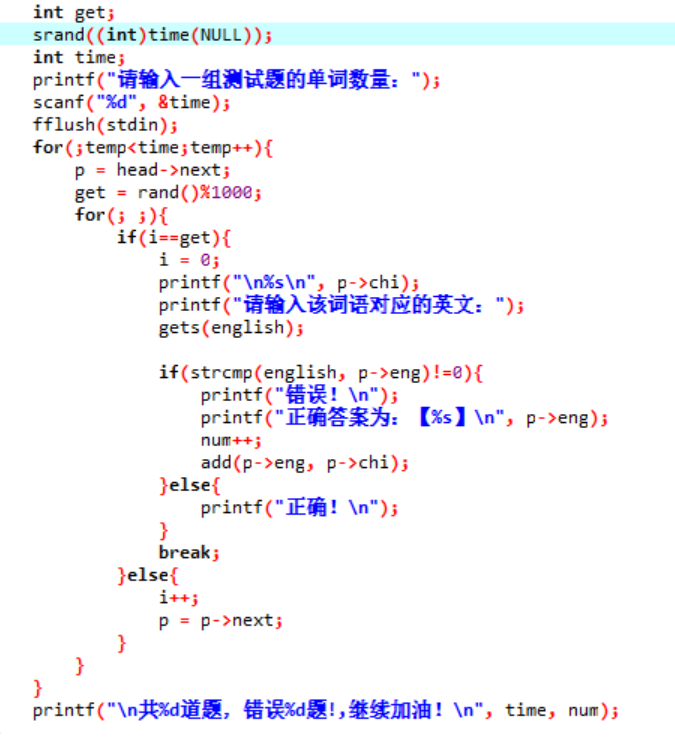 int get;
srand((int)time(NULL));
int time;
printf("请输入一组测试题的单词数量：");
scanf("%d", &time);
fflush(stdin);
for(;temp<time;temp++){
    p = head->next;
    get = rand()%1000;
    for(; ;){
        if(i==get){
            i = 0;
            printf("\n%s\n", p->chi);
            printf("请输入该词语对应的英文：");
            gets(english);

            if(strcmp(english, p->eng)!=0){
                printf("错误！\n");
                printf("正确答案为：【%s】\n", p->eng);
                num++;
                add(p->eng, p->chi);
            }else{
                printf("正确！\n");
            }
            break;
        }else{
            i++;
            p = p->next;
        }
    }
}
printf("\n共%d道题，错误%d题!,继续加油！\n", time, num);